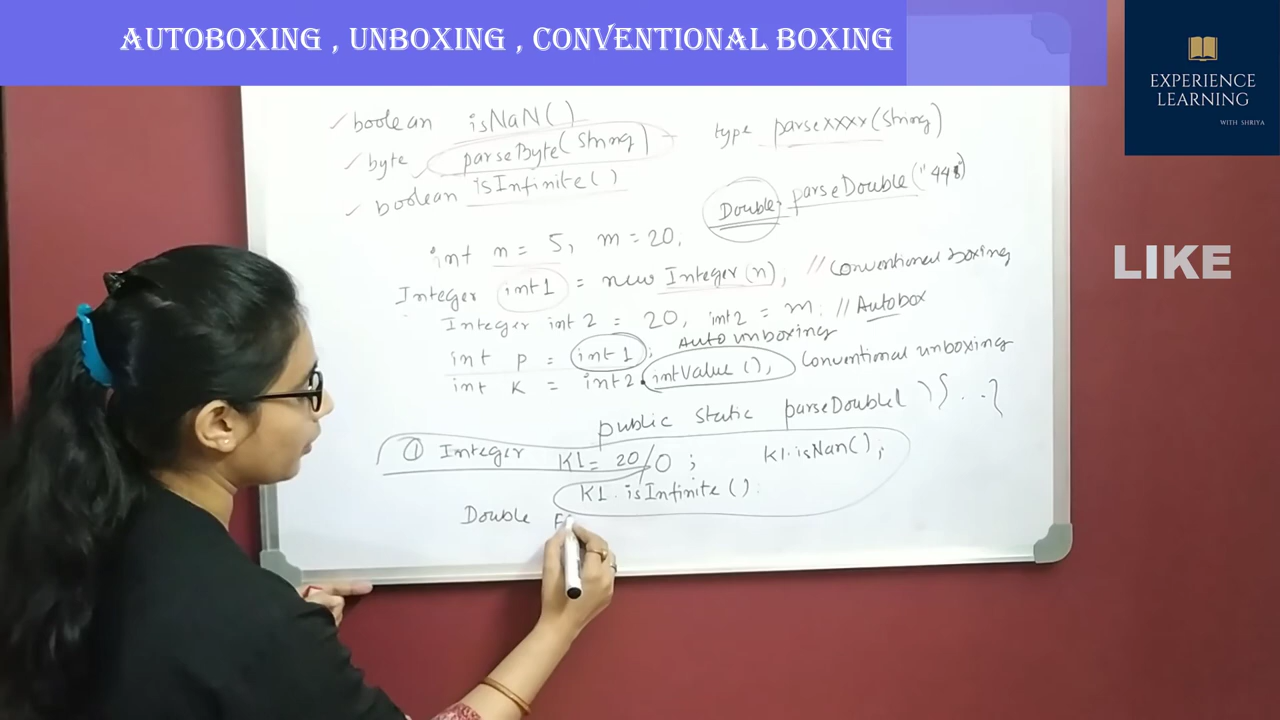 AUTOBOXING , UNBOXING , CONVENTIONAL BOXING
EXPERIENCE
LEARNING
WITH SHRIYA
LIKE
boolean isNaN()
byte parseByte(String) type parsexxxx(String)
boolean isInfinite()
Double. parseDouble("448")
int n = 5, m = 20,
Integer int1 = new Integer(n), // Conventional boxing
Integer int 2 = 20, int2 = m. // Autobox
int p = int1; Auto unboxing
int K = int2.intValue(), Conventional unboxing
public static parseDouble( ) { . . }
① Integer K1 = 20/0 ; K1.isNan();
K1. isInfinite().
Double